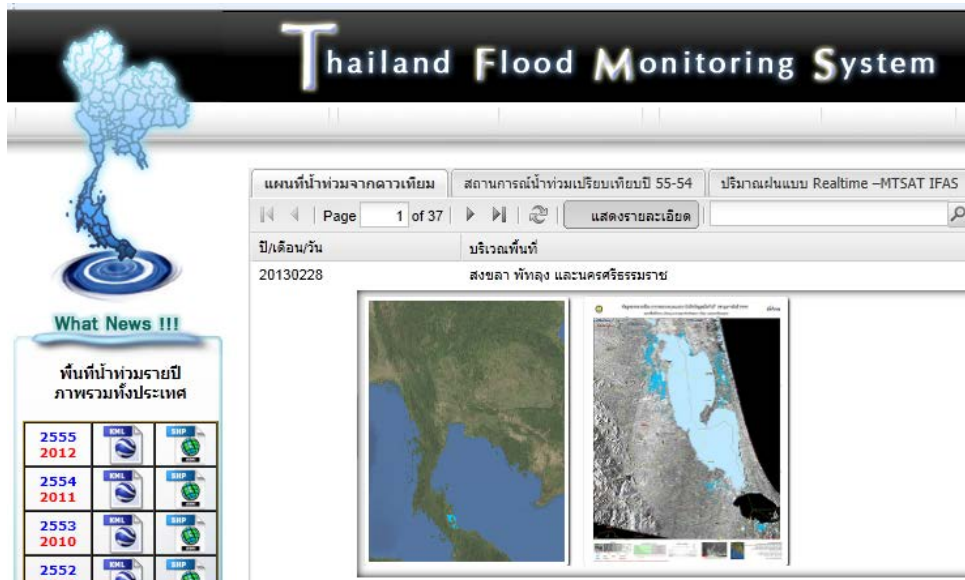 Thailand Flood Monitoring System
แผนที่น้ำท่วมจากดาวเทียม
สถานการณ์น้ำท่วมเปรียบเทียบปี 55-54
ปริมาณฝนแบบ Realtime –MTSAT IFAS
Page 1 of 37 แสดงรายละเอียด
ปี/เดือน/วัน บริเวณพื้นที่
20130228 สงขลา พัทลุง และนครศรีธรรมราช
What News !!!
พื้นที่น้ำท่วมรายปี
ภาพรวมทั้งประเทศ
2555 KML SHP
2012
2554 KML SHP
2011
2553 KML SHP
2010
2552 KML SHP